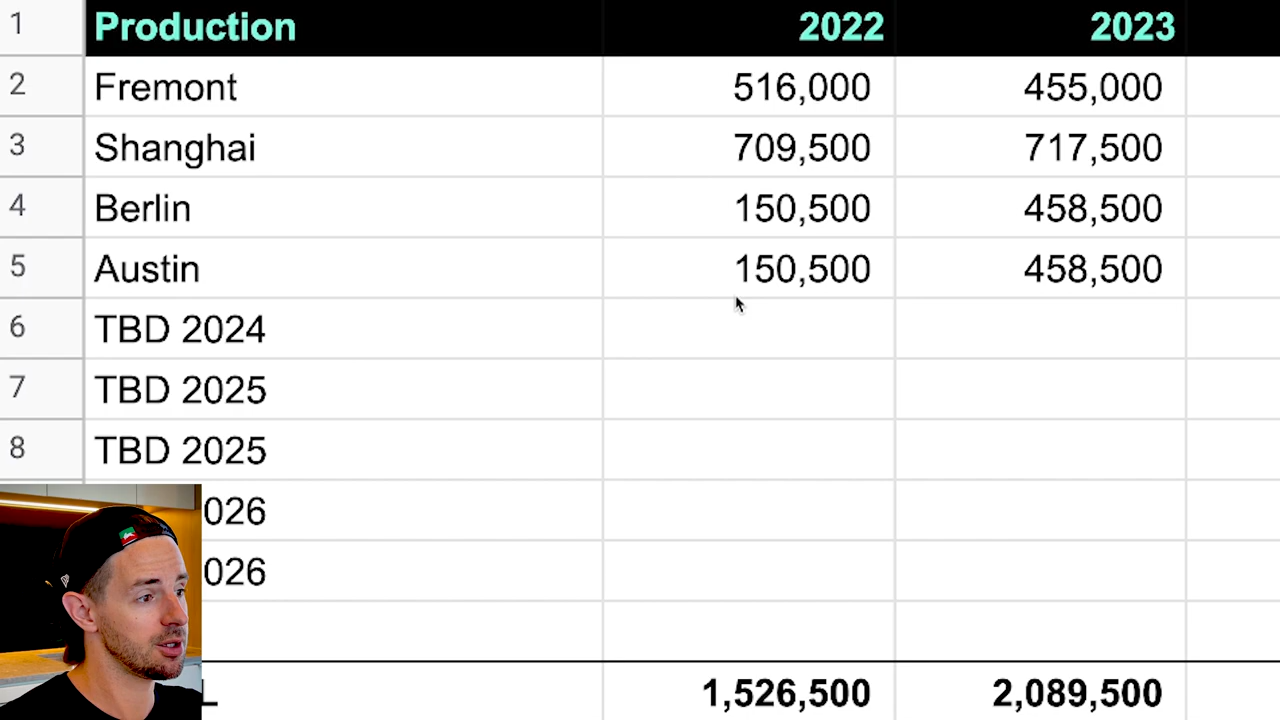 1 Production 2022 2023
2 Fremont 516,000 455,000
3 Shanghai 709,500 717,500
4 Berlin 150,500 458,500
5 Austin 150,500 458,500
6 TBD 2024
7 TBD 2025
8 TBD 2025
026
026
L 1,526,500 2,089,500